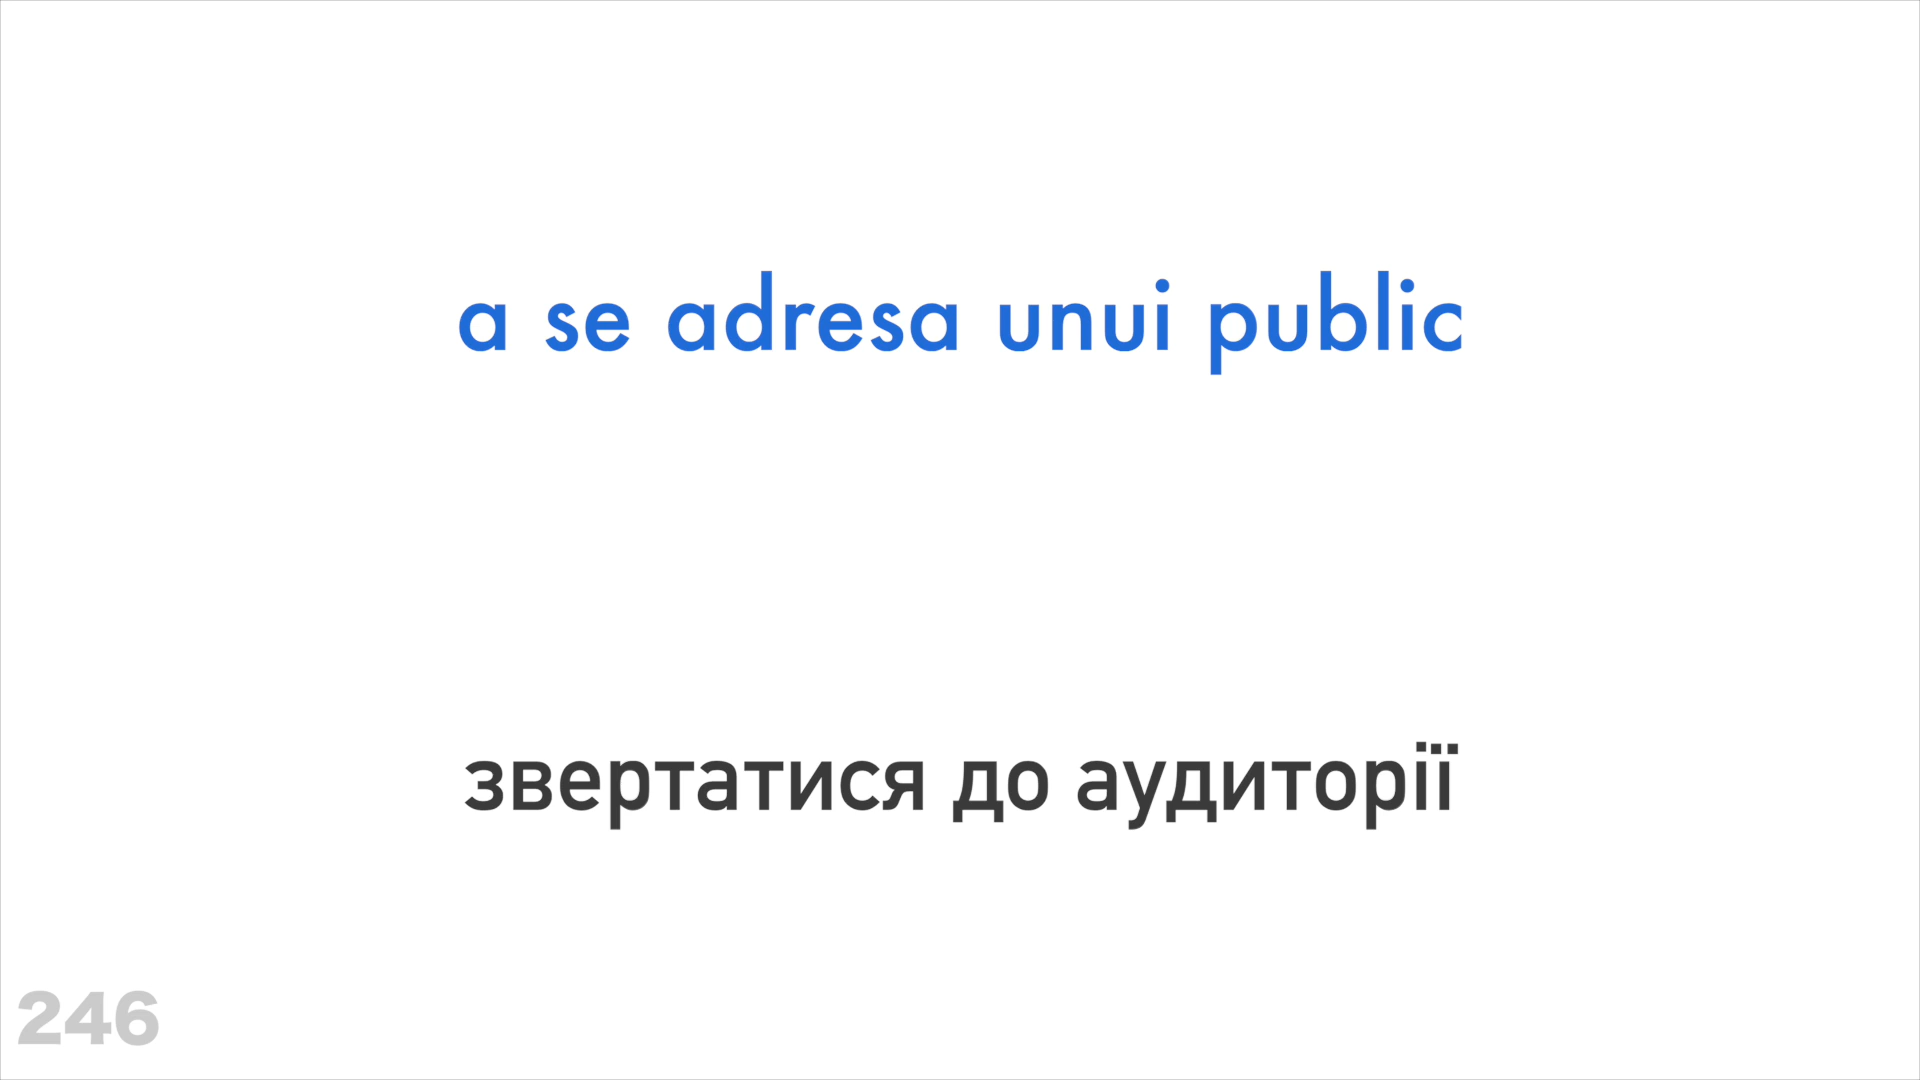 a se adresa unui public
звертатися до аудиторії
246